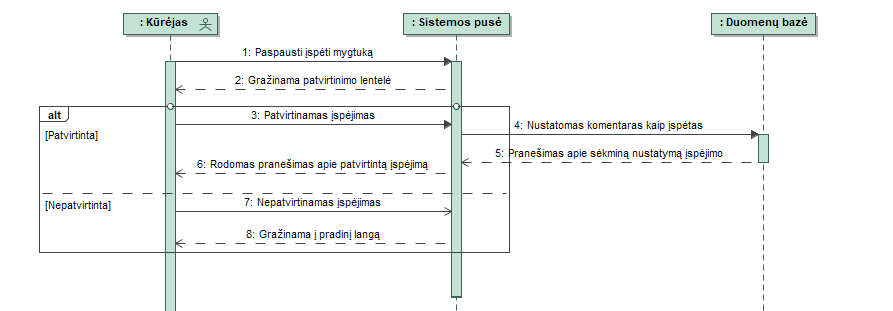 : Kūrėjas
: Sistemos pusė
: Duomenų bazė
1: Paspausti įspėti mygtuką
2: Gražinama patvirtinimo lentelė
alt
3: Patvirtinamas įspėjimas
4: Nustatomas komentaras kaip įspėtas
[Patvirtinta]
5: Pranešimas apie sėkminą nustatymą įspėjimo
6: Rodomas pranešimas apie patvirtintą įspėjimą
[Nepatvirtinta]
7: Nepatvirtinamas įspėjimas
8: Gražinama į pradinį langą